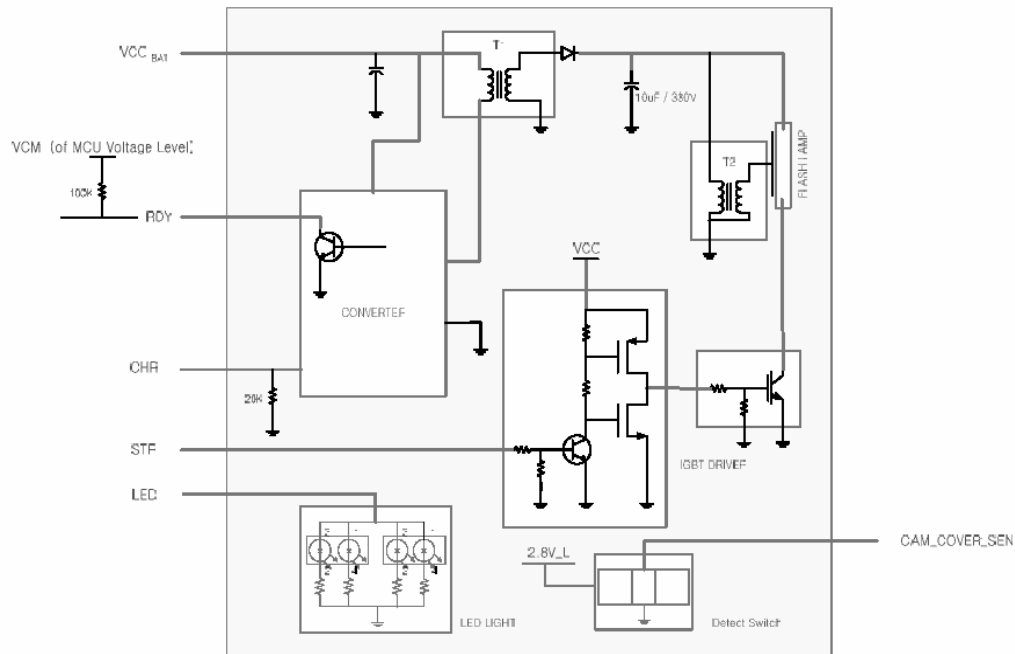 T1
VCC BAT
10uF / 330V
VCM (of MCU Voltage Level)
100K
T2
FLASH LAMP
RDY
VCC
CONVERTER
CHR
20K
STF
IGBT DRIVER
LED
2.8V_L
CAM_COVER_SEN
LED LIGHT
Detect Switch